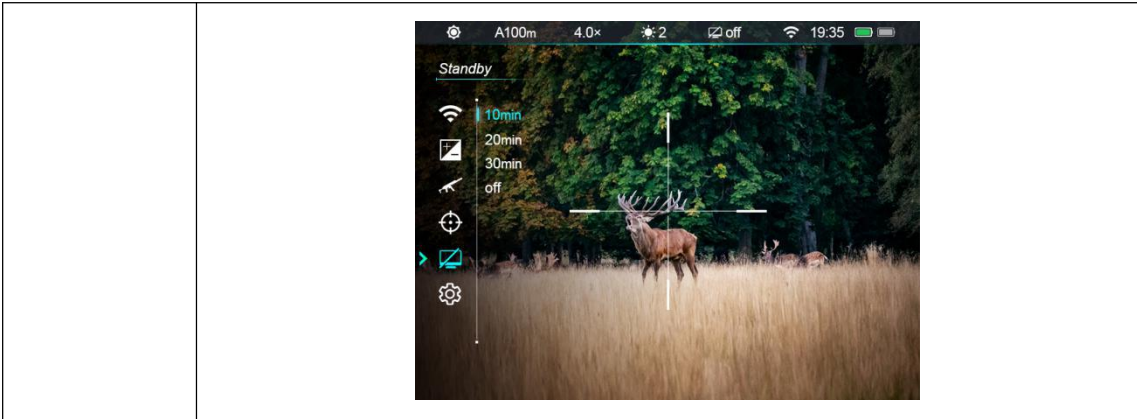 A100m 4.0× 2 off 19:35
Standby
10min
20min
30min
off